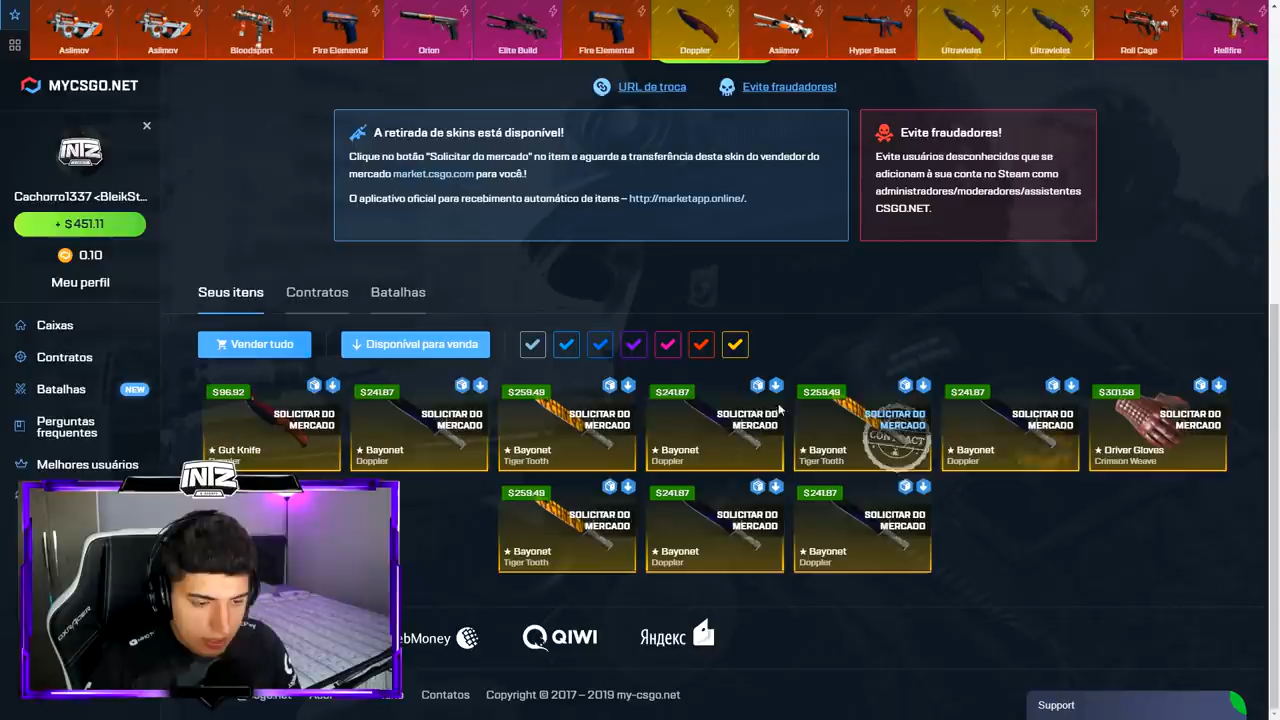 Asiimov
Asiimov
Bloodsport
Fire Elemental
Orion
Elite Build
Fire Elemental
Doppler
Asiimov
Hyper Beast
Ultraviolet
Ultraviolet
Roll Cage
Hellfire
MYCSGO.NET
URL de troca
Evite fraudadores!
A retirada de skins está disponível!
Clique no botão "Solicitar do mercado" no item e aguarde a transferência desta skin do vendedor do
mercado market.csgo.com para você.!
O aplicativo oficial para recebimento automático de itens – http://marketapp.online/.
Evite fraudadores!
Evite usuários desconhecidos que se
adicionam à sua conta no Steam como
administradores/moderadores/assistentes
CSGO.NET.
INTZ
Cachorro1337 <BleikSt...
+ $451.11
0.10
Meu perfil
Caixas
Contratos
Batalhas NEW
Perguntas
frequentes
Melhores usuários
Seus itens
Contratos
Batalhas
Vender tudo
Disponível para venda
$96.92
SOLICITAR DO
MERCADO
★ Gut Knife
Doppler
$241.87
SOLICITAR DO
MERCADO
★ Bayonet
Doppler
$259.49
SOLICITAR DO
MERCADO
★ Bayonet
Tiger Tooth
$241.87
SOLICITAR DO
MERCADO
★ Bayonet
Doppler
$259.49
SOLICITAR DO
MERCADO
CONTRACT
★ Bayonet
Tiger Tooth
$241.87
SOLICITAR DO
MERCADO
★ Bayonet
Doppler
$301.58
SOLICITAR DO
MERCADO
★ Driver Gloves
Crimson Weave
$259.49
SOLICITAR DO
MERCADO
★ Bayonet
Tiger Tooth
$241.87
SOLICITAR DO
MERCADO
★ Bayonet
Doppler
$241.87
SOLICITAR DO
MERCADO
★ Bayonet
Doppler
INTZ
DXRACER
WebMoney
QIWI
Яндекс
Contatos
Copyright © 2017 – 2019 my-csgo.net
Support